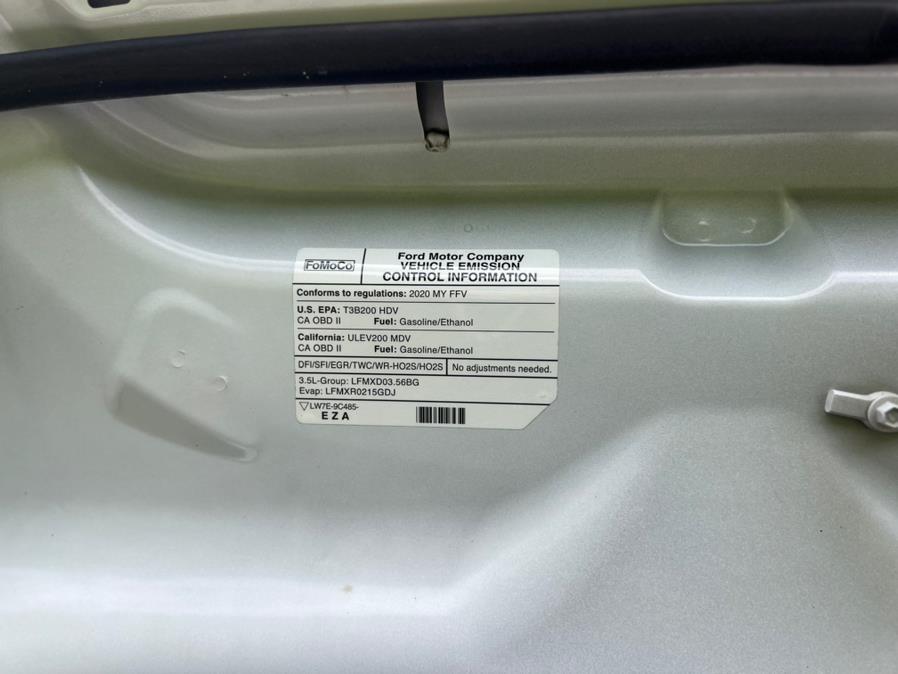 FoMoCo
Ford Motor Company
VEHICLE EMISSION
CONTROL INFORMATION
Conforms to regulations: 2020 MY FFV
U.S. EPA: T3B200 HDV
CA OBD II Fuel: Gasoline/Ethanol
California: ULEV200 MDV
CA OBD II Fuel: Gasoline/Ethanol
DFI/SFI/EGR/TWC/WR-HO2S/HO2S No adjustments needed.
3.5L-Group: LFMXD03.56BG
Evap: LFMXR0215GDJ
LW7E-9C485-
E Z A